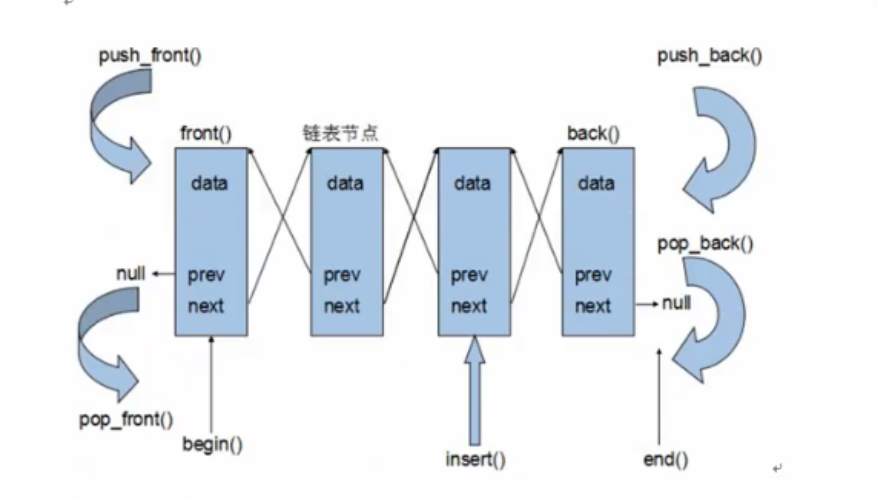 push_front()
push_back()
front()
链表节点
back()
data
data
data
data
pop_back()
null
prev
prev
prev
prev
next
next
next
next
null
pop_front()
begin()
insert()
end()